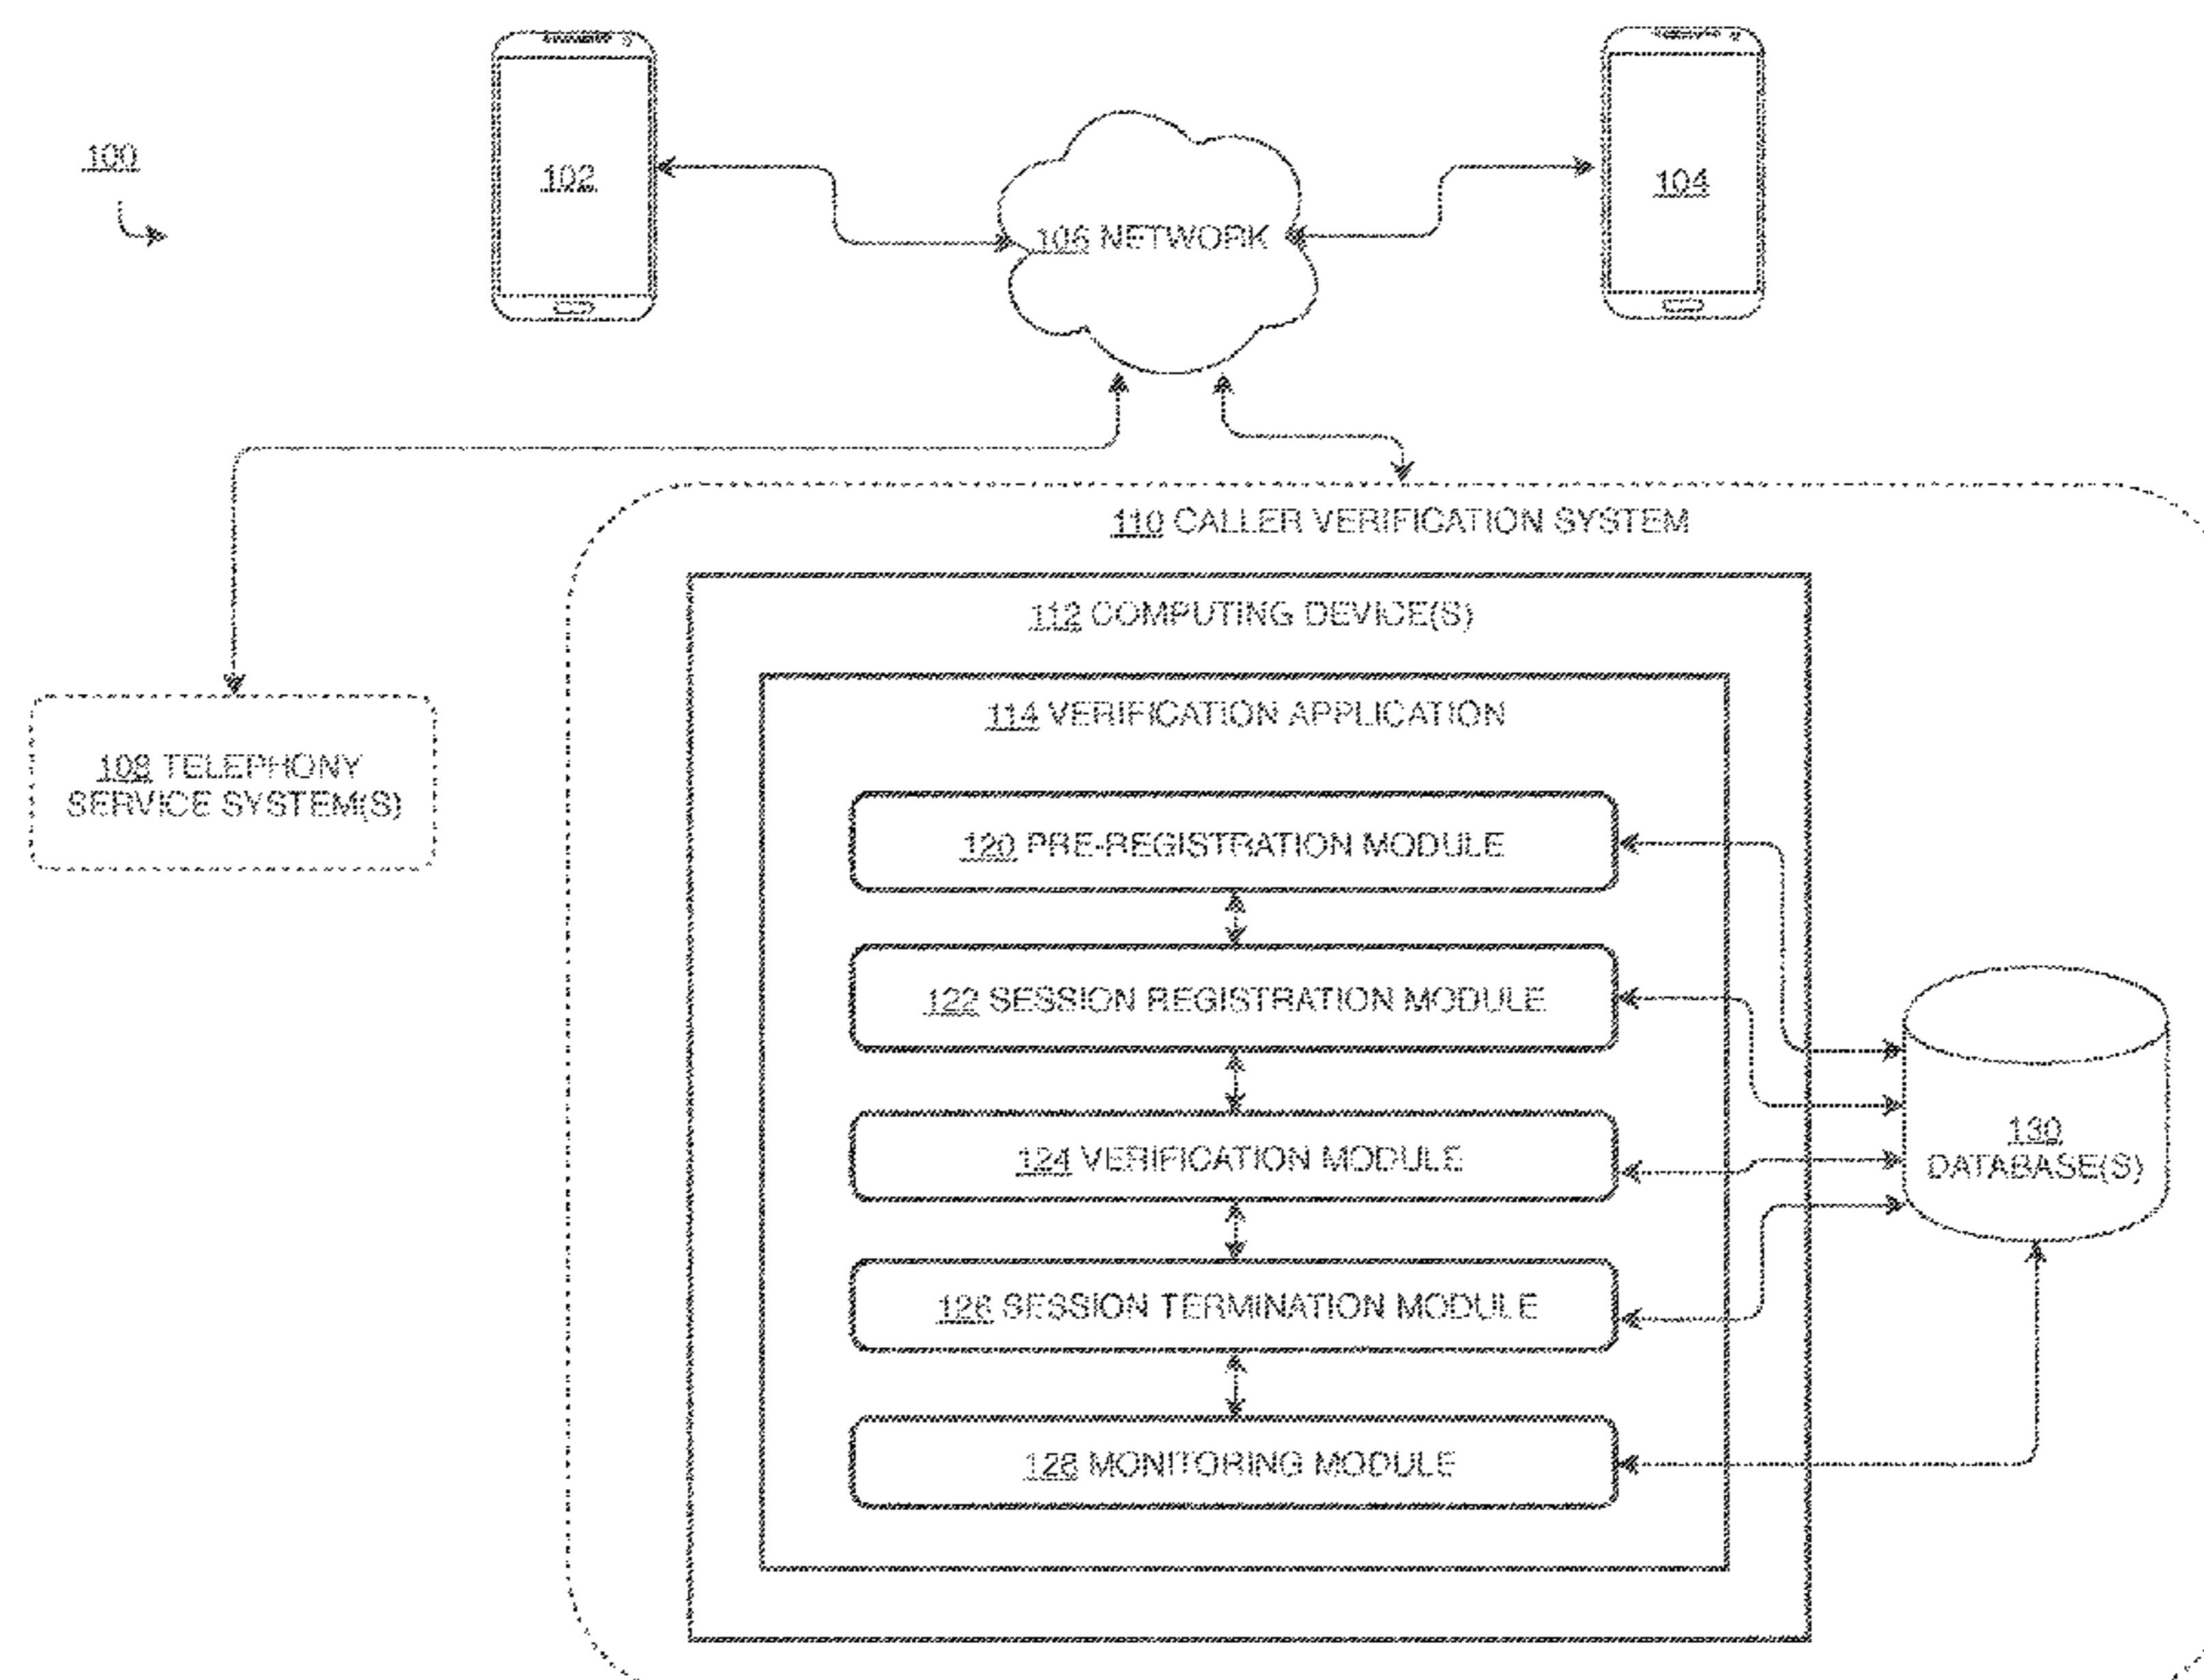 100
102
104
106 NETWORK
110 CALLER VERIFICATION SYSTEM
112 COMPUTING DEVICE(S)
114 VERIFICATION APPLICATION
108 TELEPHONY
SERVICE SYSTEM(S)
120 PRE-REGISTRATION MODULE
122 SESSION REGISTRATION MODULE
124 VERIFICATION MODULE
126 SESSION TERMINATION MODULE
128 MONITORING MODULE
130
DATABASE(S)